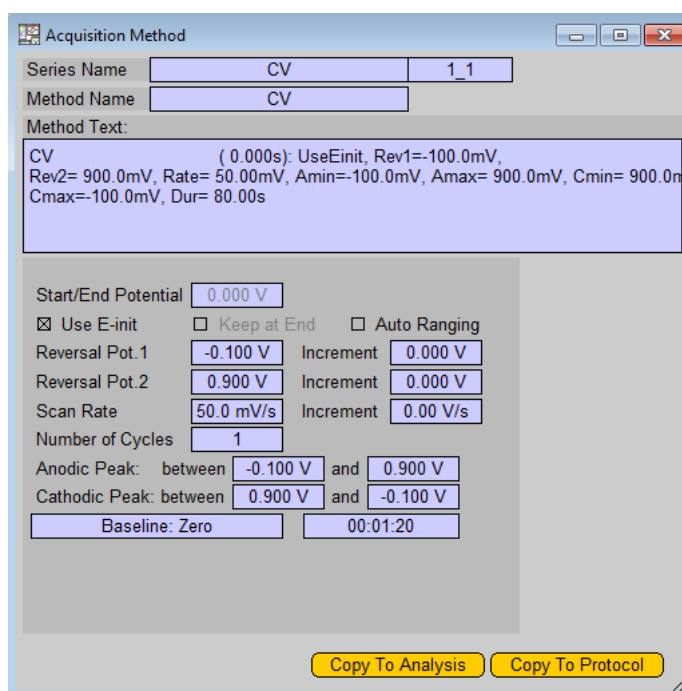 Acquisition Method
Series Name CV 1_1
Method Name CV
Method Text:
CV ( 0.000s): UseEinit, Rev1=-100.0mV,
Rev2= 900.0mV, Rate= 50.00mV, Amin=-100.0mV, Amax= 900.0mV, Cmin= 900.0m
Cmax=-100.0mV, Dur= 80.00s
Start/End Potential 0.000 V
Use E-init Keep at End Auto Ranging
Reversal Pot.1 -0.100 V Increment 0.000 V
Reversal Pot.2 0.900 V Increment 0.000 V
Scan Rate 50.0 mV/s Increment 0.00 V/s
Number of Cycles 1
Anodic Peak: between -0.100 V and 0.900 V
Cathodic Peak: between 0.900 V and -0.100 V
Baseline: Zero 00:01:20
Copy To Analysis Copy To Protocol